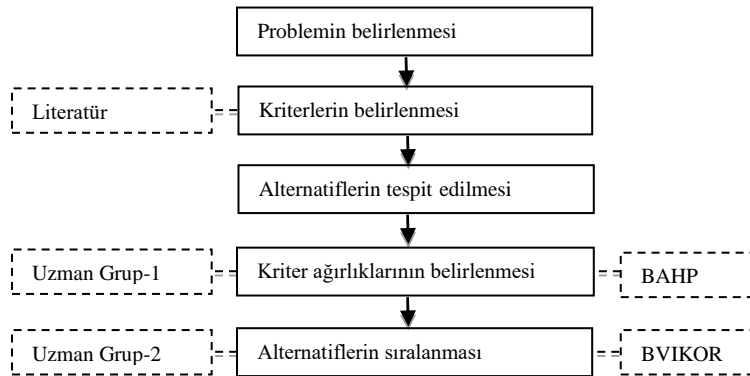 Problemin belirlenmesi
Literatür
Kriterlerin belirlenmesi
Alternatiflerin tespit edilmesi
Uzman Grup-1
Kriter ağırlıklarının belirlenmesi
BAHP
Uzman Grup-2
Alternatiflerin sıralanması
BVIKOR